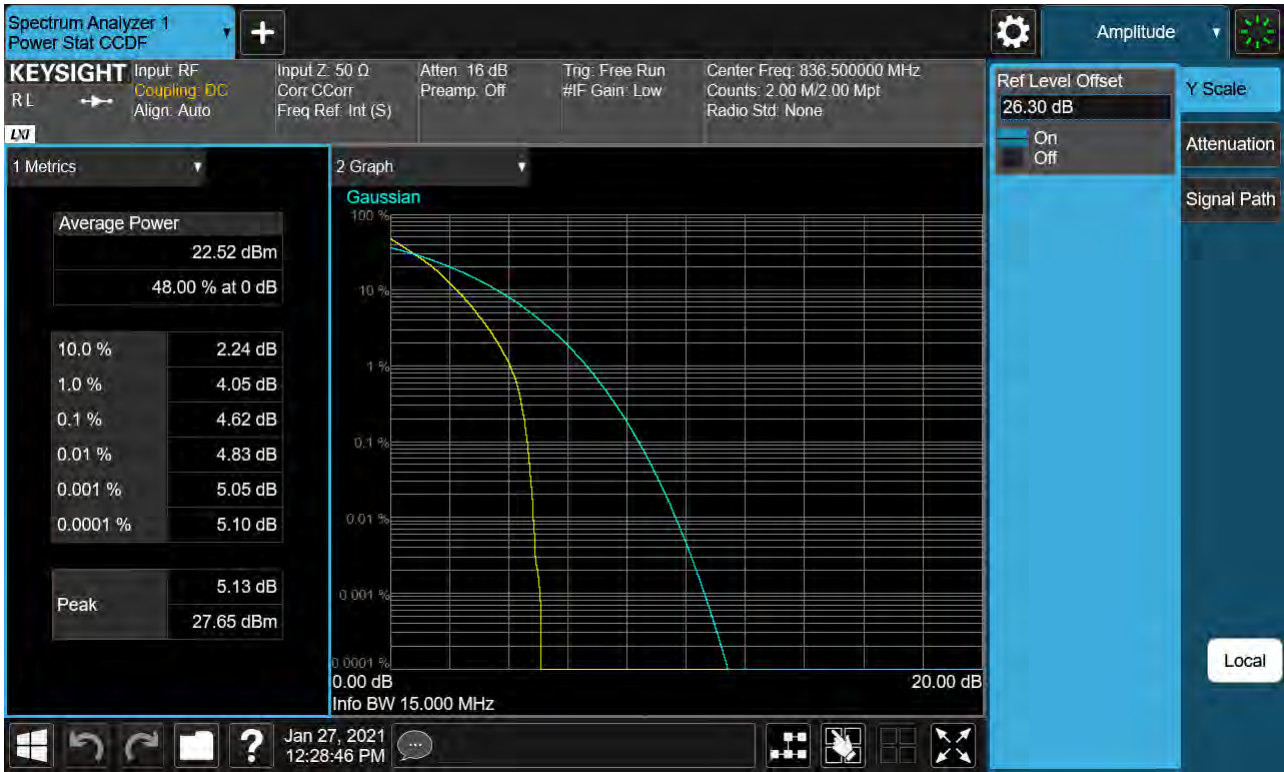 Spectrum Analyzer 1
Power Stat CCDF
+
Amplitude
KEYSIGHT
RL
LXI
Input: RF
Coupling: DC
Align: Auto
Input Z: 50 Ω
Corr CCorr
Freq Ref: Int (S)
Atten: 16 dB
Preamp: Off
Trig: Free Run
#IF Gain: Low
Center Freq: 836.500000 MHz
Counts: 2.00 M/2.00 Mpt
Radio Std: None
Ref Level Offset
26.30 dB
On
Off
Y Scale
Attenuation
Signal Path
Local
1 Metrics
Average Power
22.52 dBm
48.00 % at 0 dB
10.0 % 2.24 dB
1.0 % 4.05 dB
0.1 % 4.62 dB
0.01 % 4.83 dB
0.001 % 5.05 dB
0.0001 % 5.10 dB
Peak
5.13 dB
27.65 dBm
2 Graph
Gaussian
100 %
10 %
1 %
0.1 %
0.01 %
0.001 %
0.0001 %
0.00 dB 20.00 dB
Info BW 15.000 MHz
?
Jan 27, 2021
12:28:46 PM